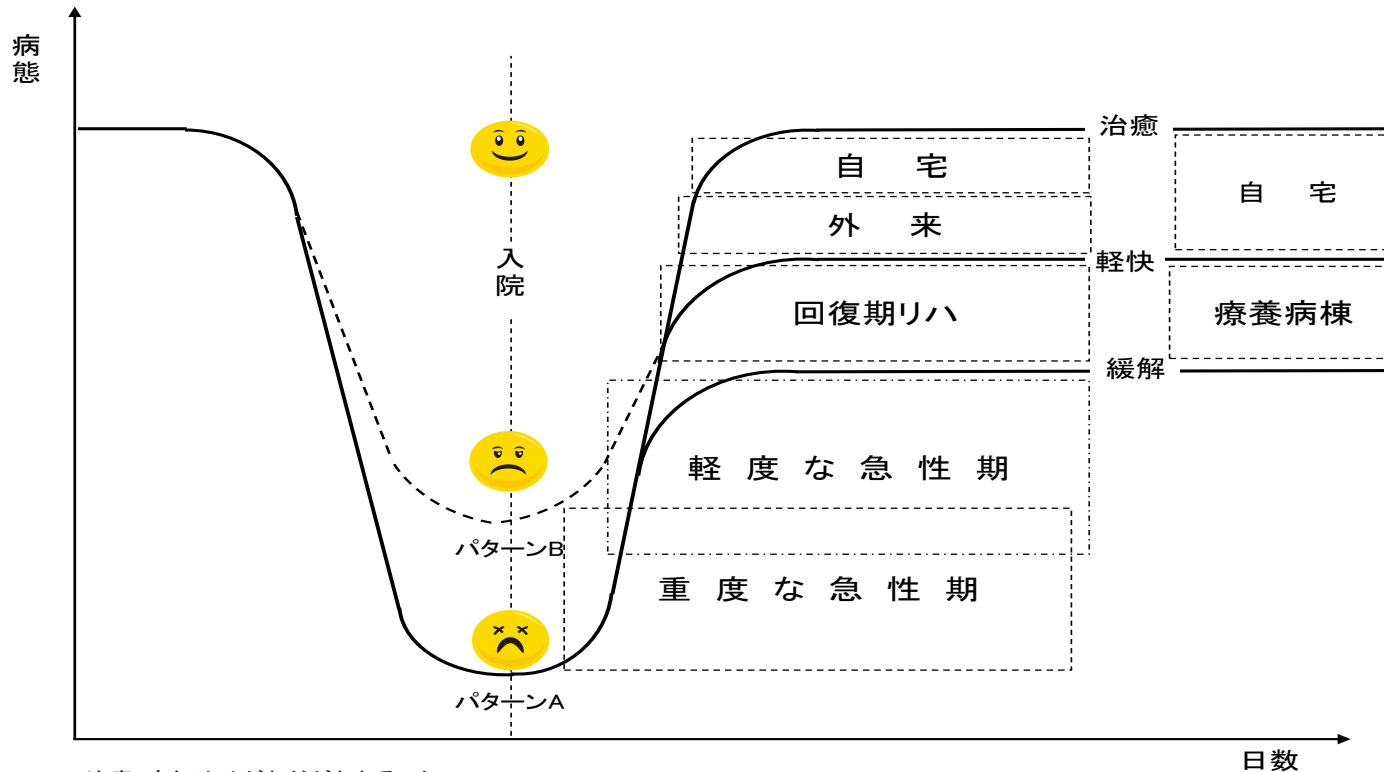 病態
治癒
自宅
自宅
外来
入院
軽快
回復期リハ
療養病棟
緩解
軽度な急性期
パターンB
重度な急性期
パターンA
日数